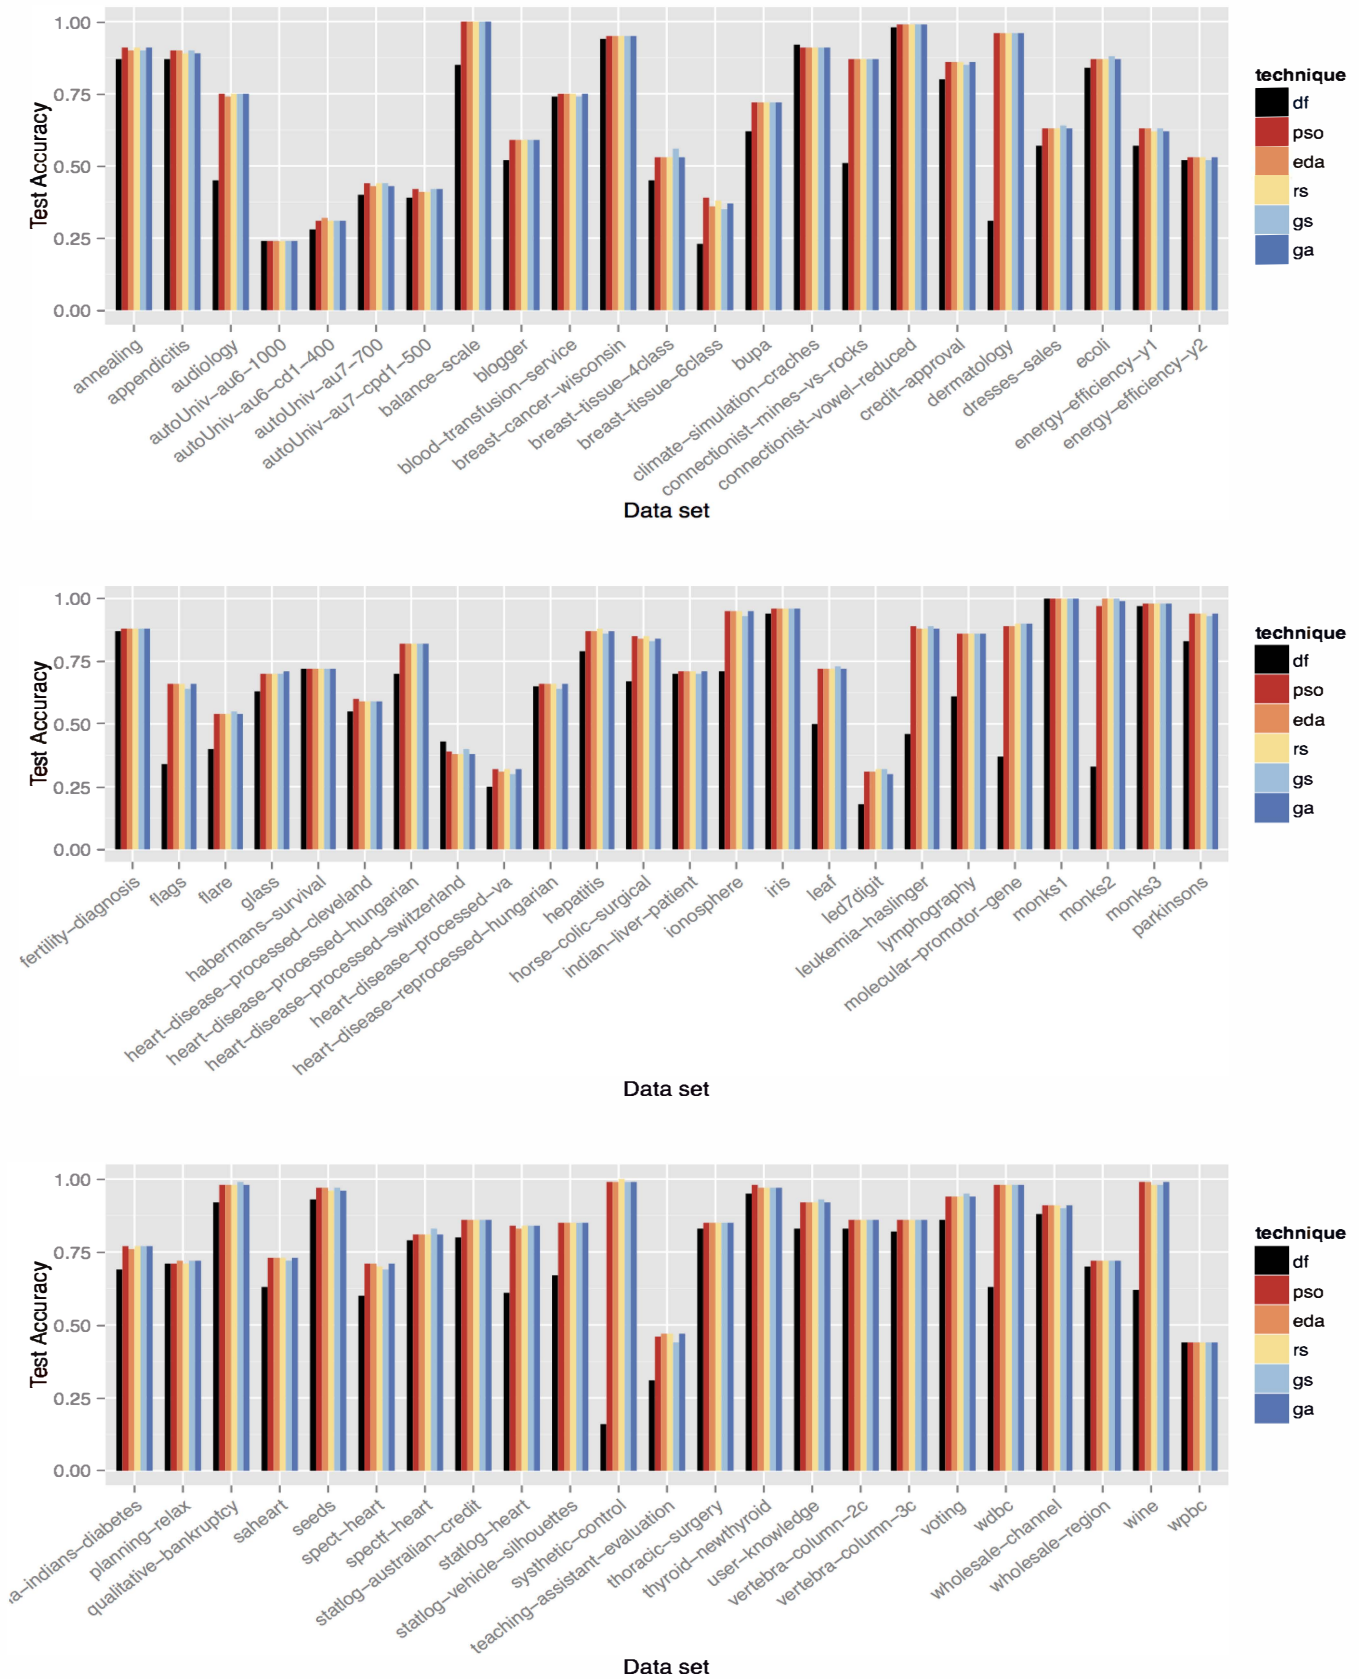 1.00
0.75
0.50
0.25
0.00
Test Accuracy
annealing
appendicitis
audiology
autoUniv-au6-1000
autoUniv-au6-cd1-400
autoUniv-au7-700
autoUniv-au7-cpd1-500
balance-scale
blogger
blood-transfusion-service
breast-cancer-wisconsin
breast-tissue-4class
breast-tissue-6class
bupa
climate-simulation-craches
connectionist-mines-vs-rocks
connectionist-vowel-reduced
credit-approval
dermatology
dresses-sales
ecoli
energy-efficiency-y1
energy-efficiency-y2
Data set
technique
df
pso
eda
rs
gs
ga
1.00
0.75
0.50
0.25
0.00
Test Accuracy
fertility-diagnosis
flags
flare
glass
habermans-survival
heart-disease-processed-cleveland
heart-disease-processed-hungarian
heart-disease-processed-switzerland
heart-disease-processed-va
heart-disease-reprocessed-hungarian
hepatitis
horse-colic-surgical
indian-liver-patient
ionosphere
iris
leaf
led7digit
leukemia-haslinger
lymphography
molecular-promotor-gene
monks1
monks2
monks3
parkinsons
Data set
technique
df
pso
eda
rs
gs
ga
1.00
0.75
0.50
0.25
0.00
Test Accuracy
a-indians-diabetes
planning-relax
qualitative-bankruptcy
saheart
seeds
spect-heart
spectf-heart
statlog-australian-credit
statlog-heart
statlog-vehicle-silhouettes
systhetic-control
teaching-assistant-evaluation
thoracic-surgery
thyroid-newthyroid
user-knowledge
vertebra-column-2c
vertebra-column-3c
voting
wdbc
wholesale-channel
wholesale-region
wine
wpbc
Data set
technique
df
pso
eda
rs
gs
ga